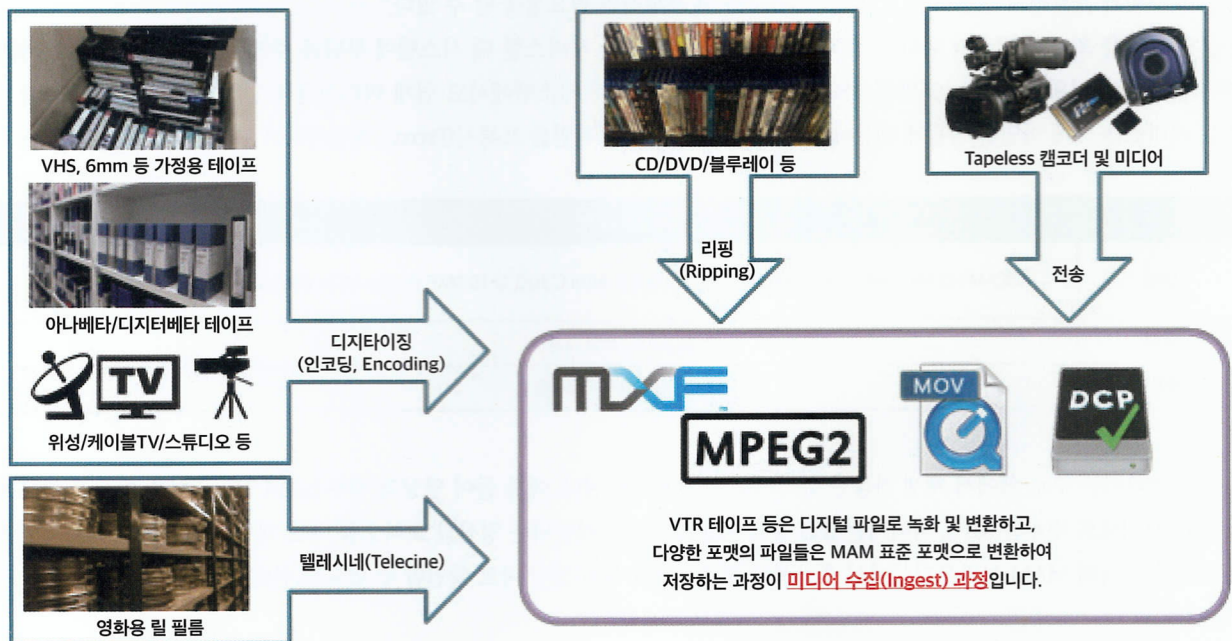 VHS, 6mm 등 가정용 테이프
아나베타/디지터베타 테이프
TV
위성/케이블TV/스튜디오 등
디지타이징
(인코딩, Encoding)
영화용 릴 필름
텔레시네(Telecine)
CD/DVD/블루레이 등
리핑
(Ripping)
Tapeless 캠코더 및 미디어
전송
MXF
MPEG2
MOV
DCP
VTR 테이프 등은 디지털 파일로 녹화 및 변환하고,
다양한 포맷의 파일들은 MAM 표준 포맷으로 변환하여
저장하는 과정이 미디어 수집(Ingest) 과정입니다.